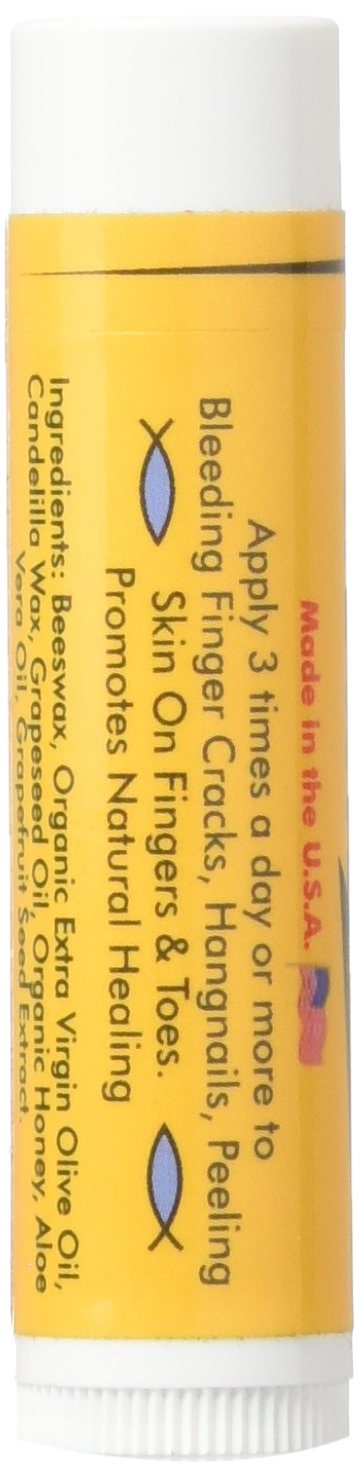 Made in the U.S.A.
Apply 3 times a day or more to
Bleeding Finger Cracks, Hangnails, Peeling
Skin On Fingers & Toes.
Promotes Natural Healing
Ingredients: Beeswax, Organic Extra Virgin Olive Oil,
Candelilla Wax, Grapeseed Oil, Organic Honey, Aloe
Vera Oil, Grapefruit Seed Extract.